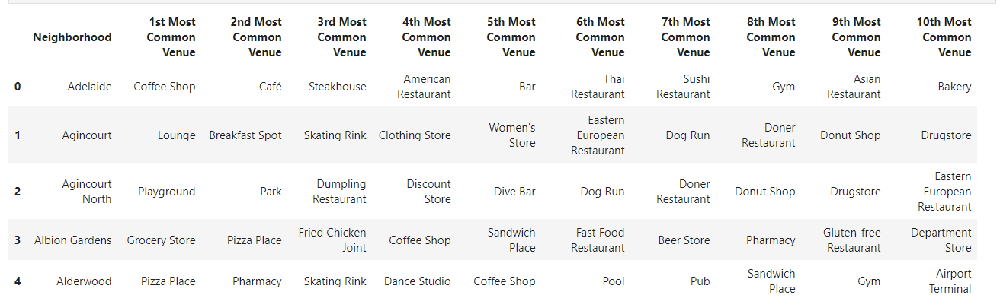 Neighborhood 1st Most Common Venue 2nd Most Common Venue 3rd Most Common Venue 4th Most Common Venue 5th Most Common Venue 6th Most Common Venue 7th Most Common Venue 8th Most Common Venue 9th Most Common Venue 10th Most Common Venue
0 Adelaide Coffee Shop Café Steakhouse American Restaurant Bar Thai Restaurant Sushi Restaurant Gym Asian Restaurant Bakery
1 Agincourt Lounge Breakfast Spot Skating Rink Clothing Store Women's Store Eastern European Restaurant Dog Run Doner Restaurant Donut Shop Drugstore
2 Agincourt North Playground Park Dumpling Restaurant Discount Store Dive Bar Dog Run Doner Restaurant Donut Shop Drugstore Eastern European Restaurant
3 Albion Gardens Grocery Store Pizza Place Fried Chicken Joint Coffee Shop Sandwich Place Fast Food Restaurant Beer Store Pharmacy Gluten-free Restaurant Department Store
4 Alderwood Pizza Place Pharmacy Skating Rink Dance Studio Coffee Shop Pool Pub Sandwich Place Gym Airport Terminal